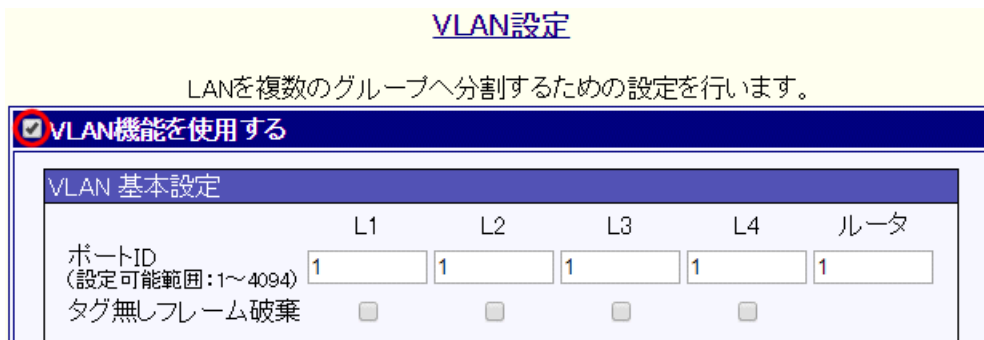 VLAN設定
LANを複数のグループへ分割するための設定を行います。
VLAN機能を使用する
VLAN 基本設定
L1 L2 L3 L4 ルータ
ポートID
(設定可能範囲:1～4094) 1 1 1 1 1
タグ無しフレーム破棄